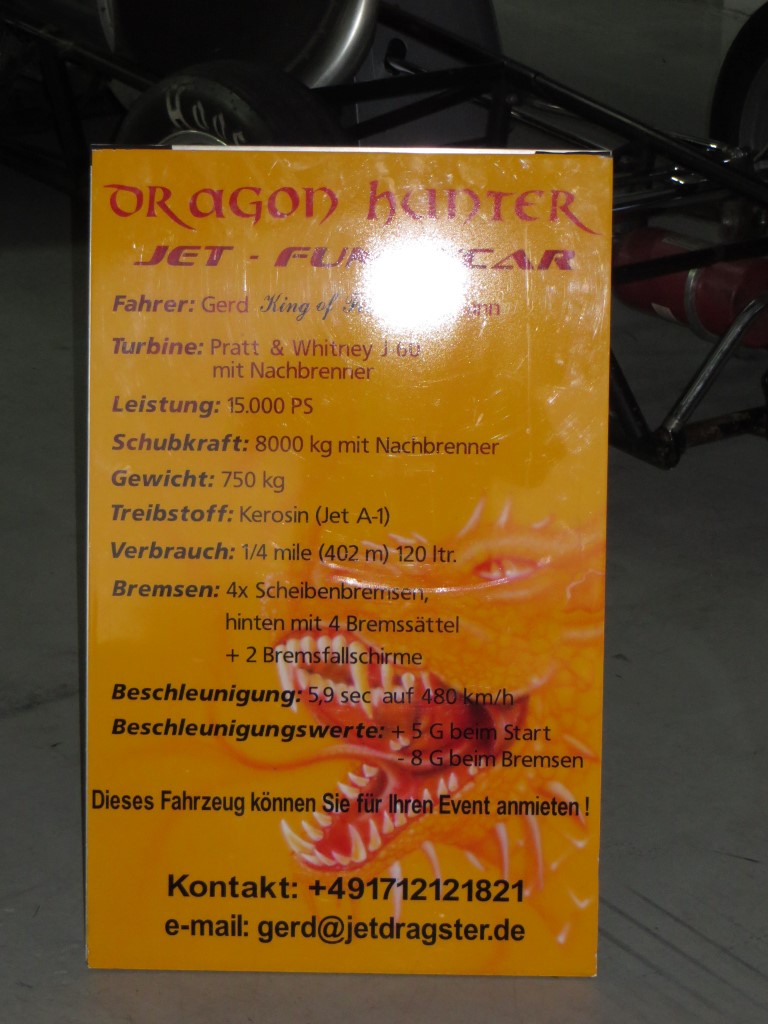 DRAGON HUNTER
JET - CAR
Fahrer: Gerd King of
Turbine: Pratt & Whitney J 60
mit Nachbrenner
Leistung: 15.000 PS
Schubkraft: 8000 kg mit Nachbrenner
Gewicht: 750 kg
Treibstoff: Kerosin (Jet A-1)
Verbrauch: 1/4 mile (402 m) 120 ltr.
Bremsen: 4x Scheibenbremsen,
hinten mit 4 Bremssättel
+ 2 Bremsfallschirme
Beschleunigung: 5,9 sec auf 480 km/h
Beschleunigungswerte: + 5 G beim Start
- 8 G beim Bremsen
Dieses Fahrzeug können Sie für Ihren Event anmieten !
Kontakt: +491712121821
e-mail: gerd@jetdragster.de